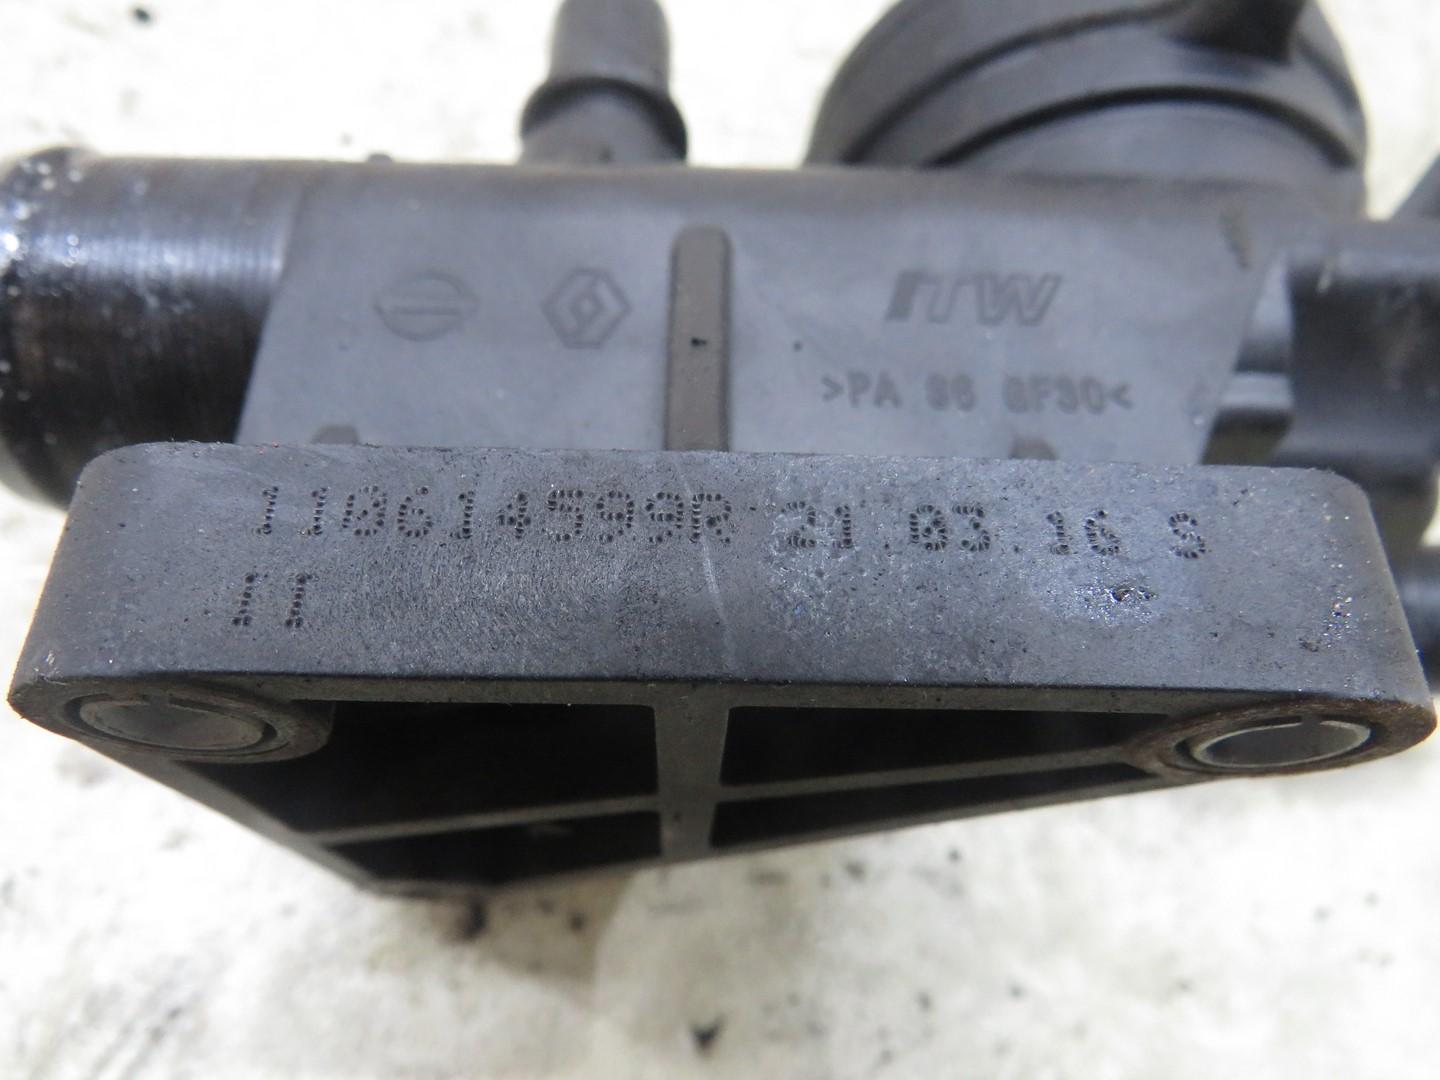 ITW
>PA 66 GF30<
110614599R 21.03.16 S
II